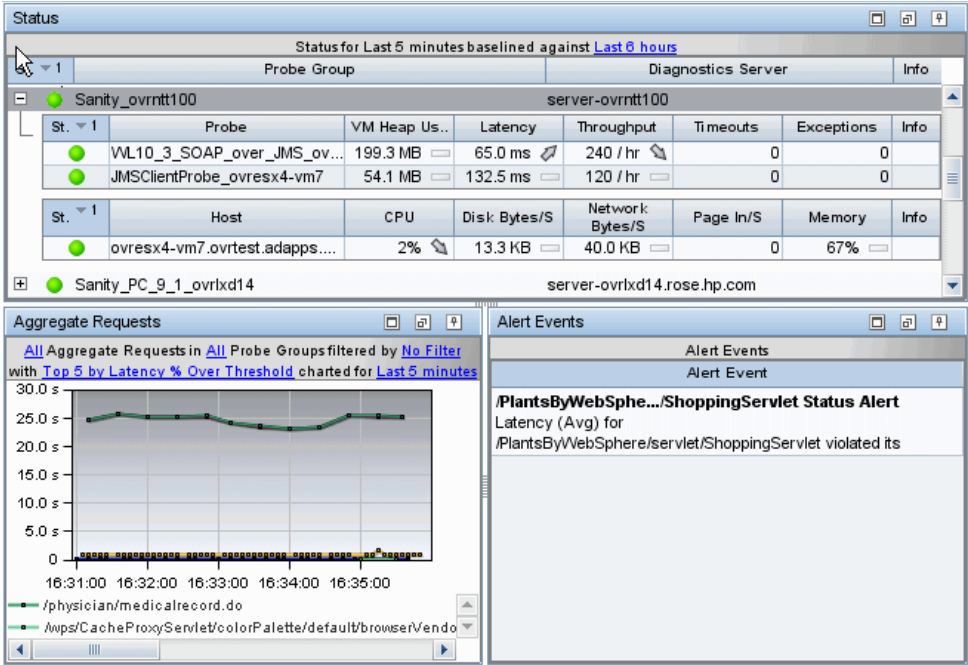 Status
Status for Last 5 minutes baselined against Last 6 hours
1 Probe Group Diagnostics Server Info
Sanity_ovrntt100 server-ovrntt100
St. 1 Probe VM Heap Us.. Latency Throughput Timeouts Exceptions Info
WL10_3_SOAP_over_JMS_ov... 199.3 MB 65.0 ms 240 / hr 0 0
JMSClientProbe_ovresx4-vm7 54.1 MB 132.5 ms 120 / hr 0 0
St. 1 Host CPU Disk Bytes/S Network Bytes/S Page In/S Memory Info
ovresx4-vm7.ovrtest.adapps.... 2% 13.3 KB 40.0 KB 0 67%
Sanity_PC_9_1_ovrlxd14 server-ovrlxd14.rose.hp.com
Aggregate Requests
All Aggregate Requests in All Probe Groups filtered by No Filter
with Top 5 by Latency % Over Threshold charted for Last 5 minutes
30.0 s
25.0 s
20.0 s
15.0 s
10.0 s
5.0 s
0
16:31:00 16:32:00 16:33:00 16:34:00 16:35:00
/physician/medicalrecord.do
/wps/CacheProxyServlet/colorPalette/default/browserVendo
Alert Events
Alert Events
Alert Event
/PlantsByWebSphe.../ShoppingServlet Status Alert
Latency (Avg) for
/PlantsByWebSphere/servlet/ShoppingServlet violated its